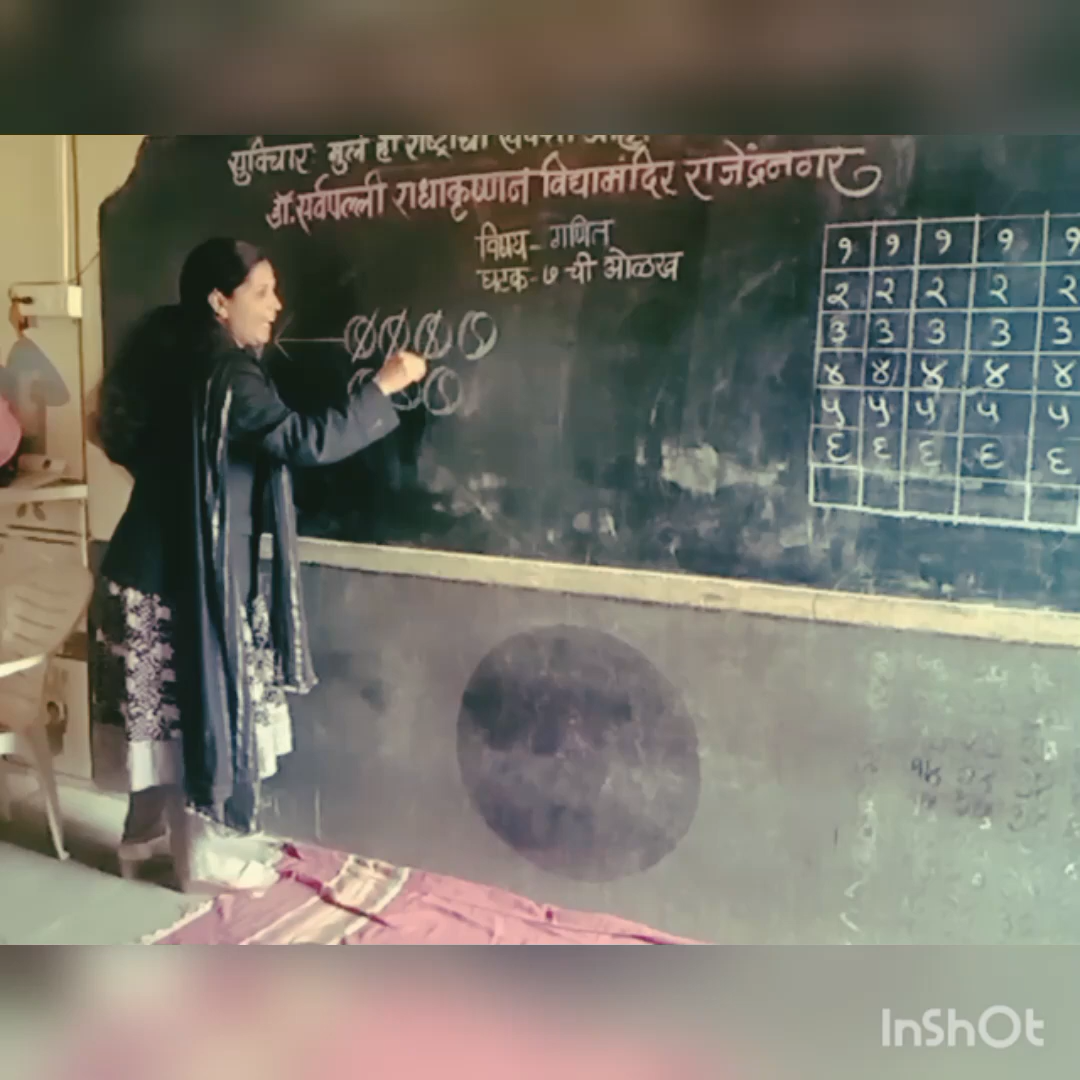 सुविचार: मुले ही राष्ट्राची
डॉ. सर्वपल्ली राधाकृष्णन विद्यामंदिर राजेंद्रनगर
विषय - गणित
घटक - ७ ची ओळख
१ १ १ १ १
२ २ २ २ २
३ ३ ३ ३ ३
४ ४ ४ ४ ४
५ ५ ५ ५ ५
६ ६ ६ ६ ६
InShOt